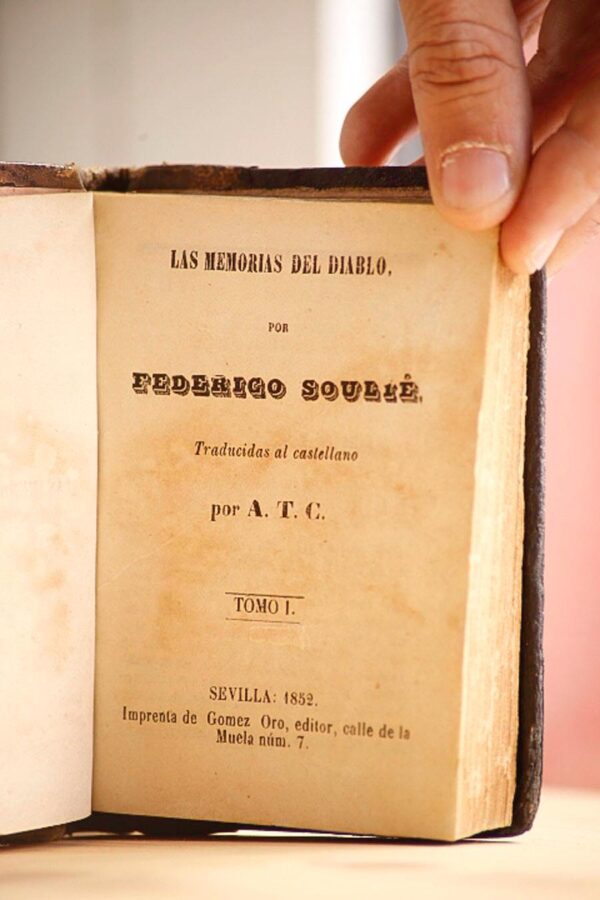 LAS MEMORIAS DEL DIABLO,
POR
FEDERICO SOULIÉ.
Traducidas al castellano
por A. T. C.
TOMO I.
SEVILLA: 1852.
Imprenta de Gomez Oro, editor, calle de la
Muela núm. 7.